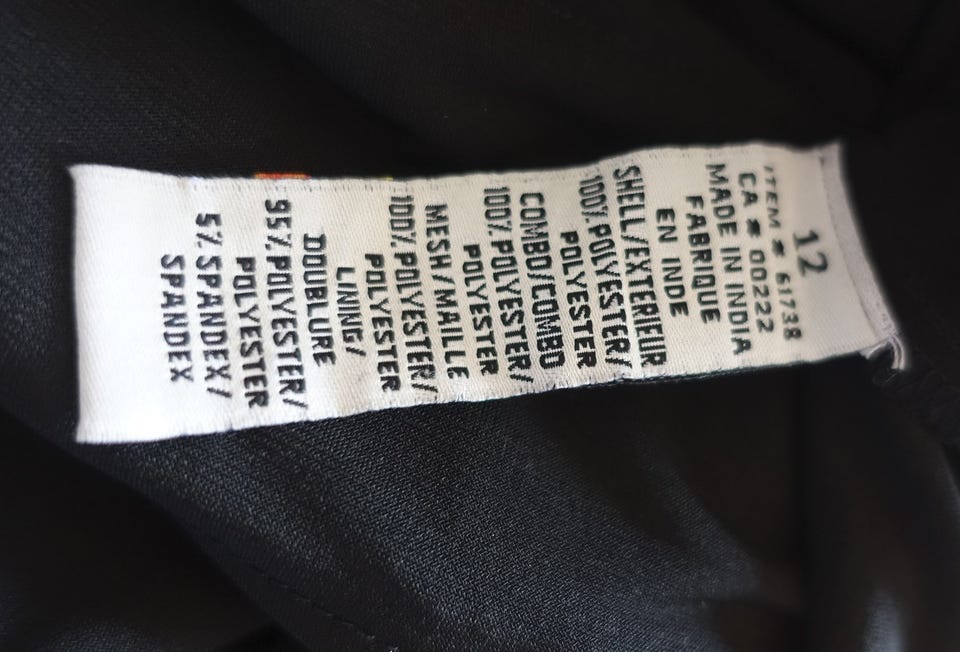 12
ITEM # 61738
CA # 00222
MADE IN INDIA
FABRIQUE
EN INDE
SHELL/EXTERIEUR
100% POLYESTER/
POLYESTER
COMBO/COMBO
100% POLYESTER/
POLYESTER
MESH/MAILLE
100% POLYESTER/
POLYESTER
LINING/
DOUBLURE
95% POLYESTER/
POLYESTER
5% SPANDEX/
SPANDEX